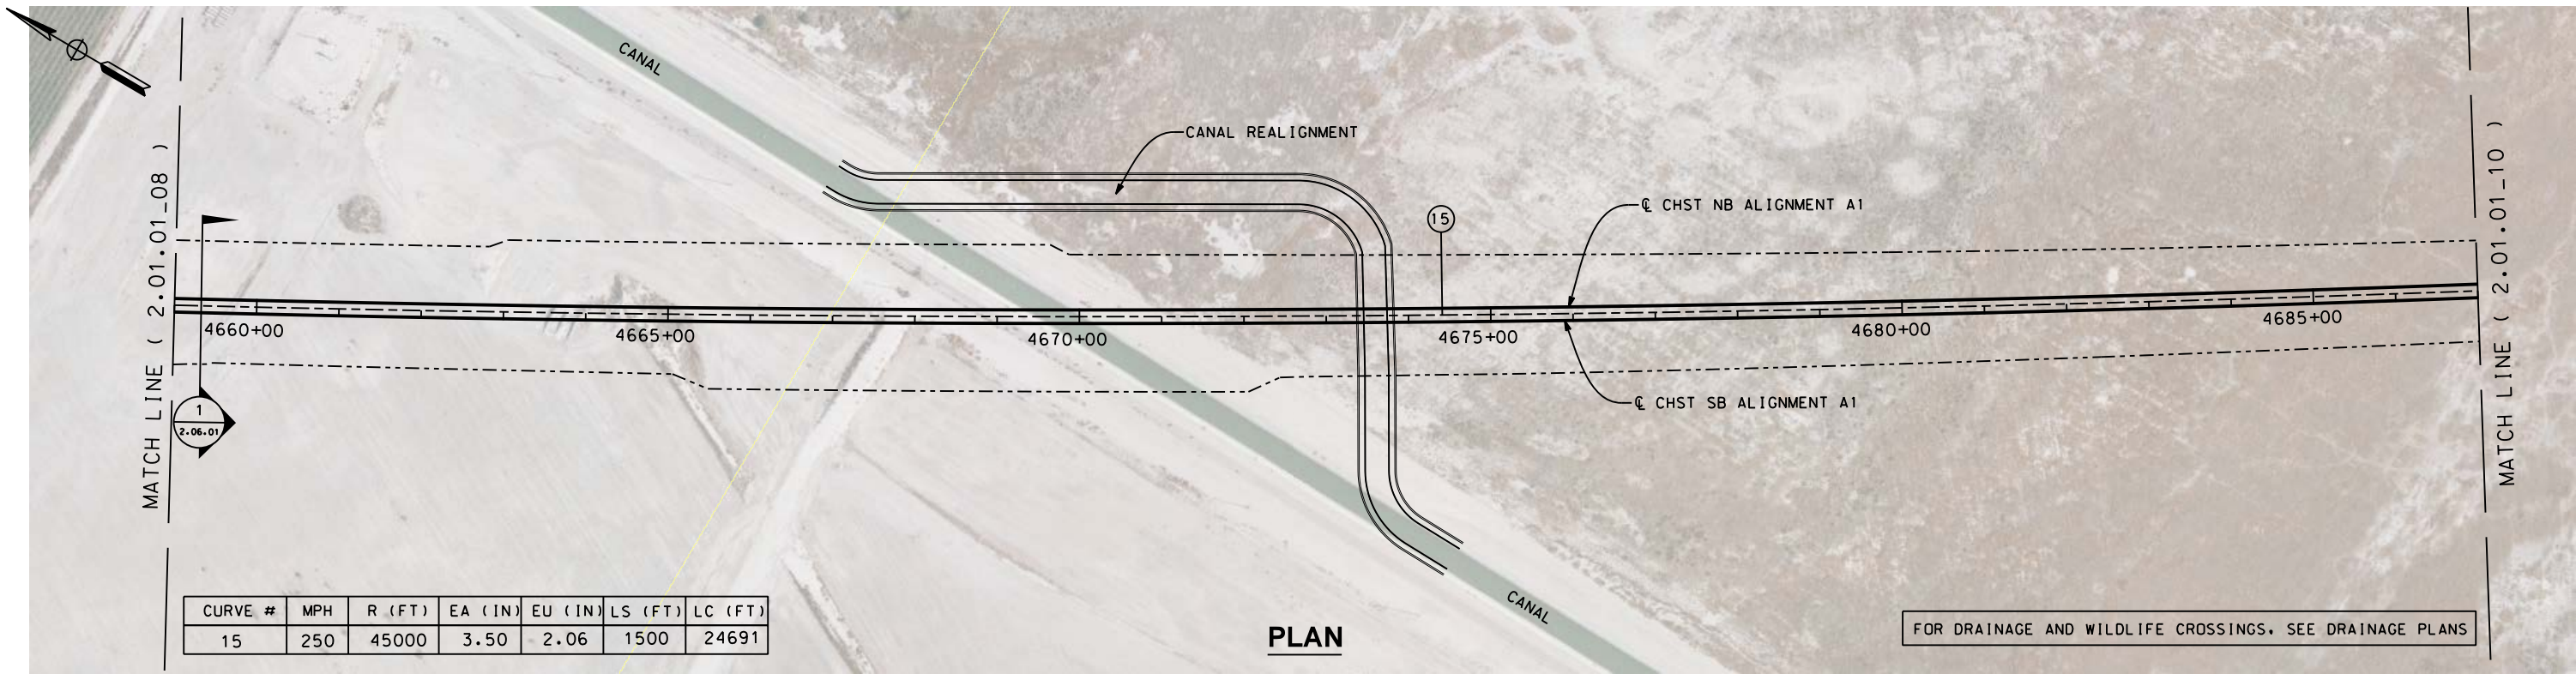 CANAL
CANAL REALIGNMENT
MATCH LINE ( 2.01.01_08 )
15
℄ CHST NB ALIGNMENT A1
MATCH LINE ( 2.01.01_10 )
4660+00
4665+00
4670+00
4675+00
4680+00
4685+00
1
2.06.01
℄ CHST SB ALIGNMENT A1
CANAL
CURVE # MPH R (FT) EA (IN) EU (IN) LS (FT) LC (FT)
15 250 45000 3.50 2.06 1500 24691
PLAN
FOR DRAINAGE AND WILDLIFE CROSSINGS, SEE DRAINAGE PLANS